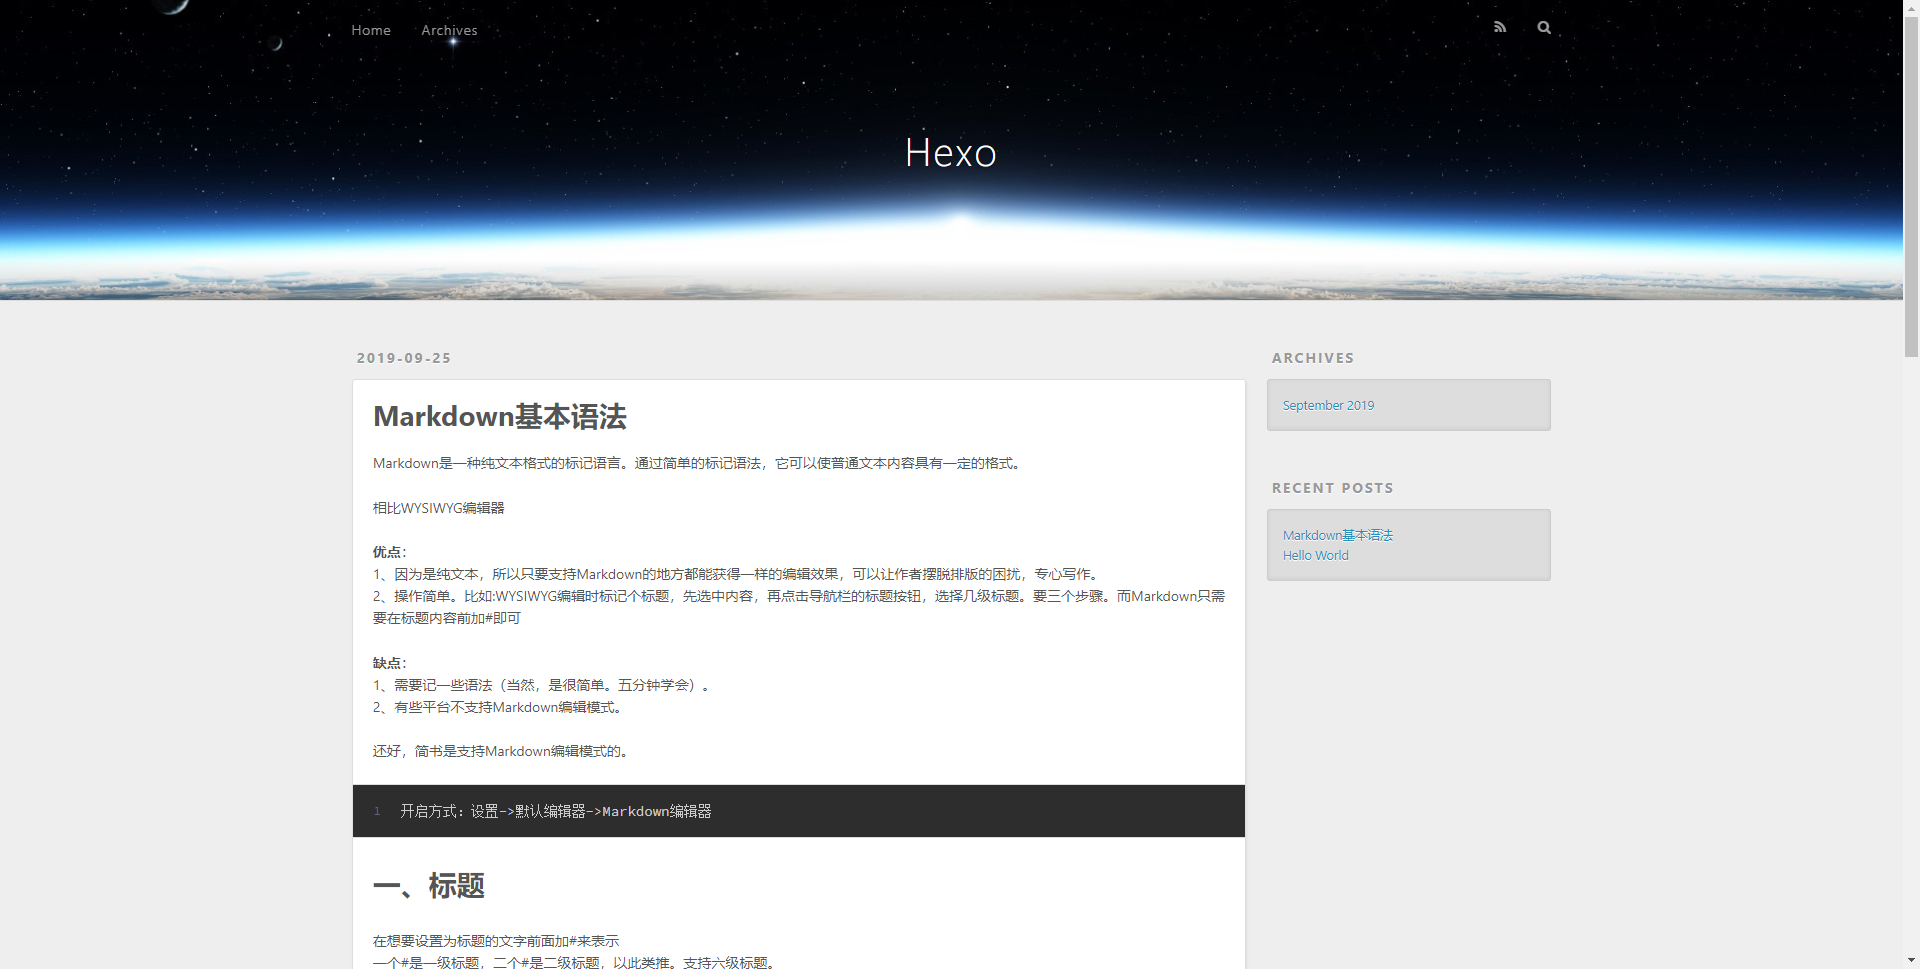 Home Archives
Hexo
2019-09-25
Markdown基本语法
Markdown是一种纯文本格式的标记语言。通过简单的标记语法，它可以使普通文本内容具有一定的格式。
相比WYSIWYG编辑器
优点：
1、因为是纯文本，所以只要支持Markdown的地方都能获得一样的编辑效果，可以让作者摆脱排版的困扰，专心写作。
2、操作简单。比如:WYSIWYG编辑时标记个标题，先选中内容，再点击导航栏的标题按钮，选择几级标题。要三个步骤。而Markdown只需
要在标题内容前加#即可
缺点：
1、需要记一些语法（当然，是很简单。五分钟学会）。
2、有些平台不支持Markdown编辑模式。
还好，简书是支持Markdown编辑模式的。
1 开启方式：设置->默认编辑器->Markdown编辑器
一、标题
在想要设置为标题的文字前面加#来表示
一个#是一级标题，二个#是二级标题，以此类推。支持六级标题。
ARCHIVES
September 2019
RECENT POSTS
Markdown基本语法
Hello World